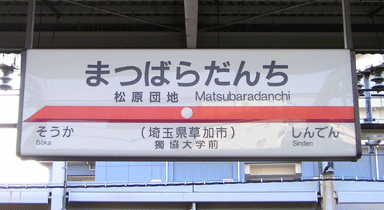 まつばらだんち
松原団地 Matsubaradanchi
そうか （埼玉県草加市） しんでん
Sōka 獨協大学前 Sinden